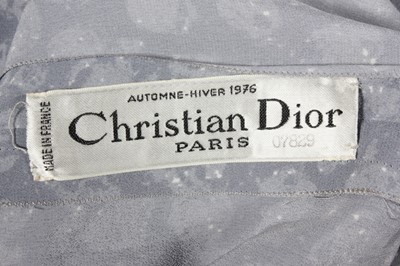 MADE IN FRANCE
AUTOMNE-HIVER 1976
Christian Dior
PARIS 07829